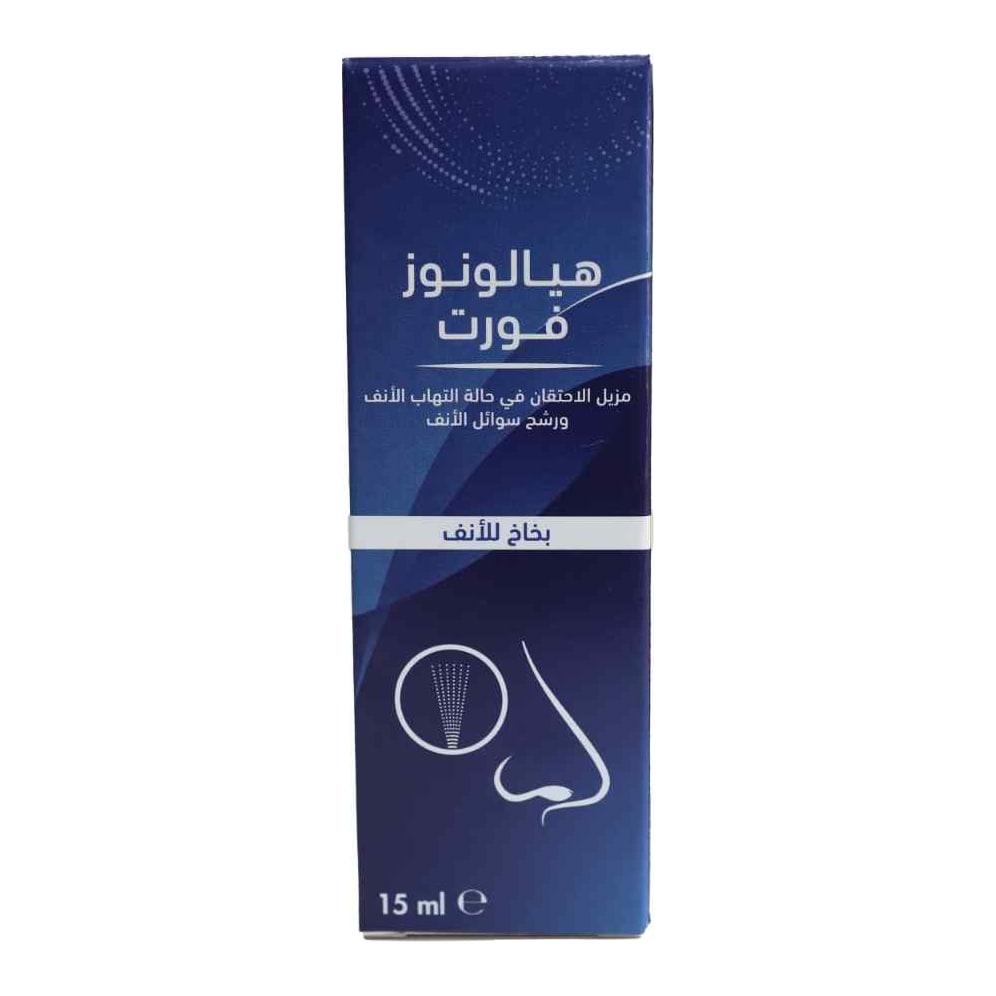 هيالونوز
فورت
مزيل الاحتقان في حالة التهاب الأنف
ورشح سوائل الأنف
بخاخ للأنف
15 ml ℮